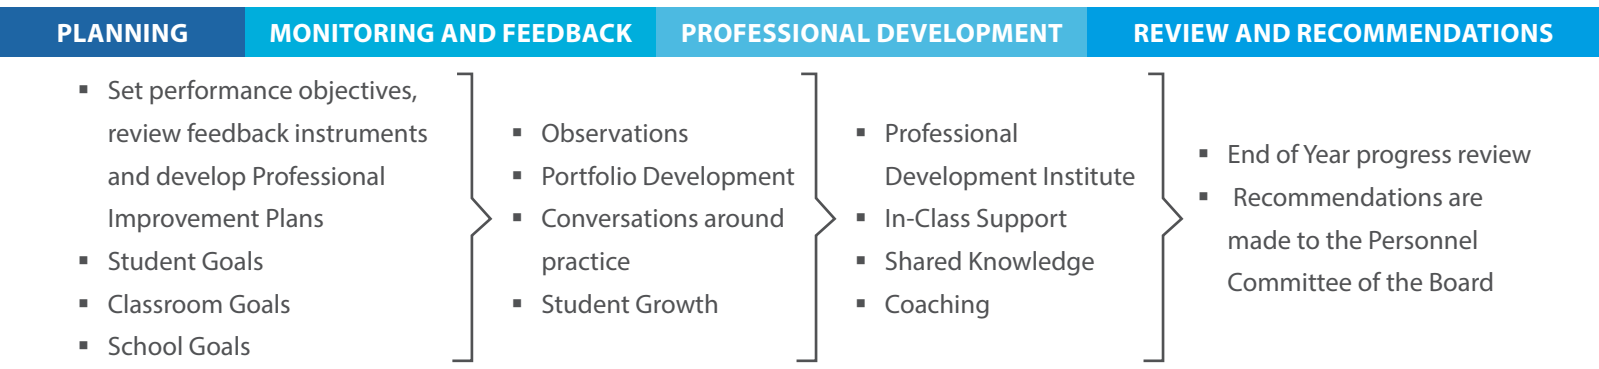 PLANNING
MONITORING AND FEEDBACK
PROFESSIONAL DEVELOPMENT
REVIEW AND RECOMMENDATIONS
▪ Set performance objectives,
review feedback instruments
and develop Professional
Improvement Plans
▪ Student Goals
▪ Classroom Goals
▪ School Goals
▪ Observations
▪ Portfolio Development
▪ Conversations around
practice
▪ Student Growth
▪ Professional
Development Institute
▪ In-Class Support
▪ Shared Knowledge
▪ Coaching
▪ End of Year progress review
▪ Recommendations are
made to the Personnel
Committee of the Board